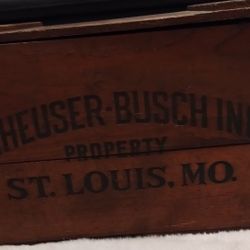 HEUSER-BUSCH IN
PROPERTY
ST. LOUIS, MO.